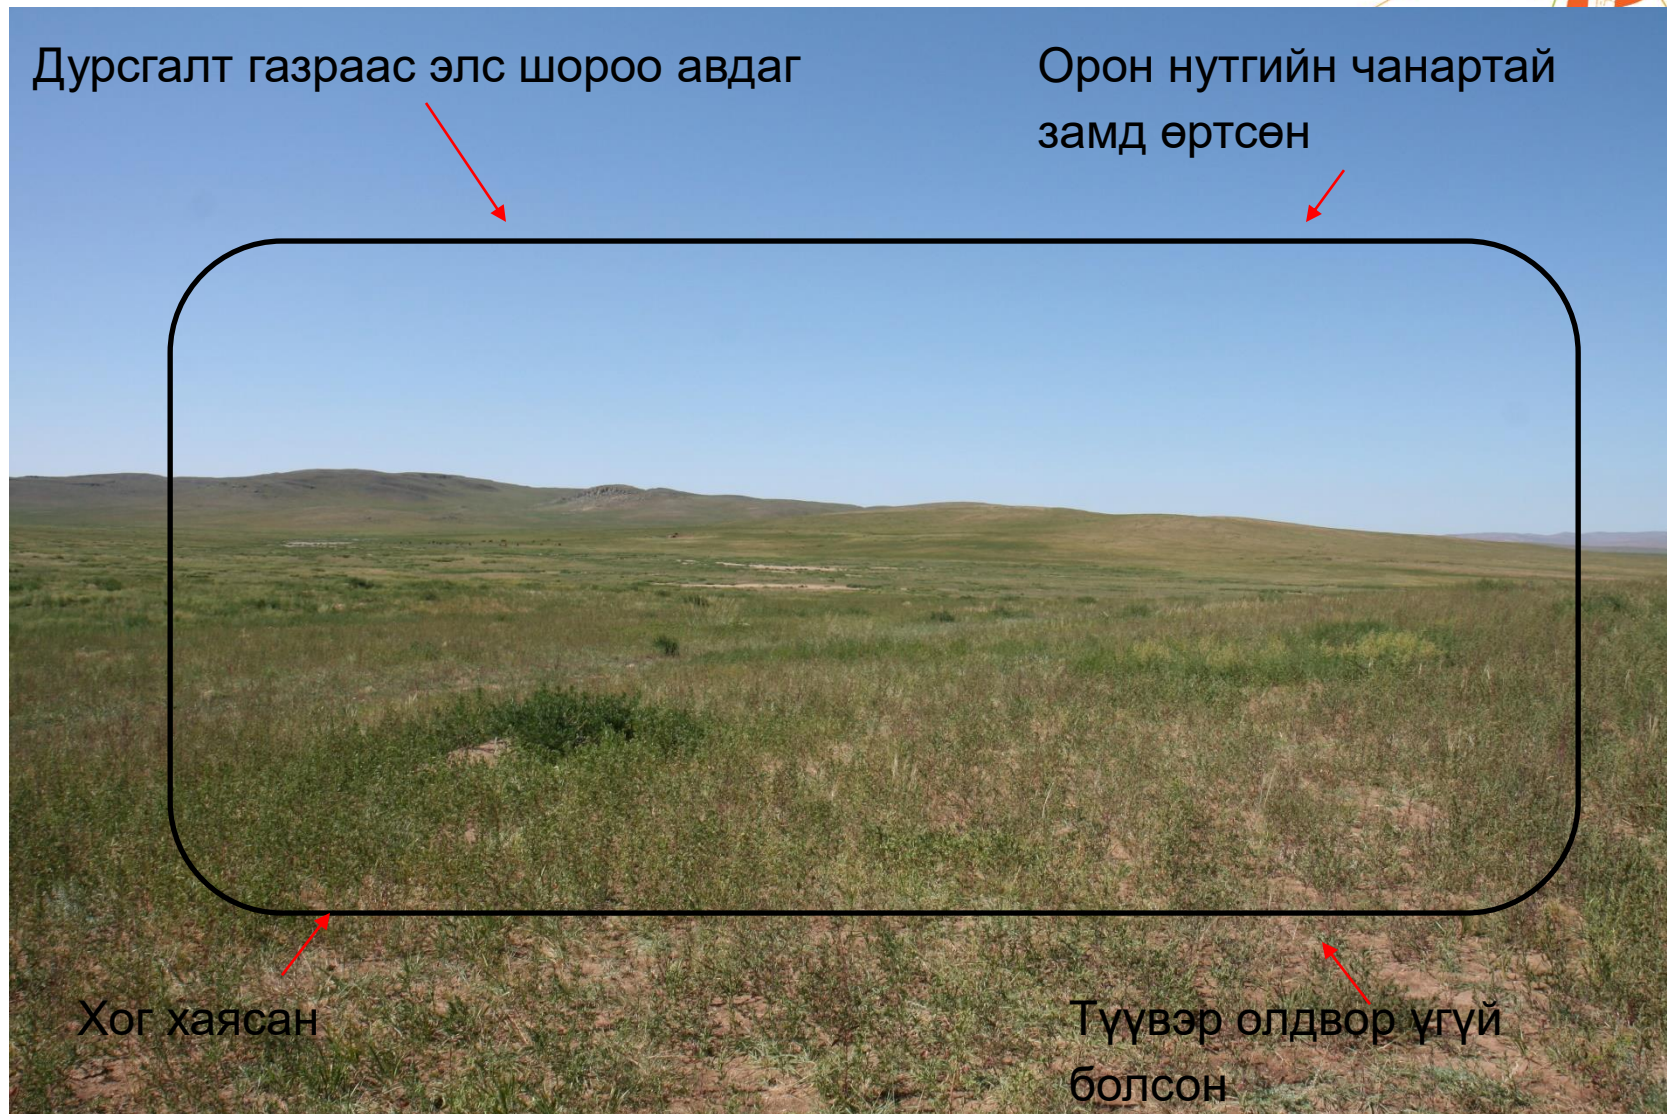 Дурсгалт газраас элс шороо авдаг
Орон нутгийн чанартай
замд өртсөн
Хог хаясан
Түүвэр олдвор үгүй
болсон